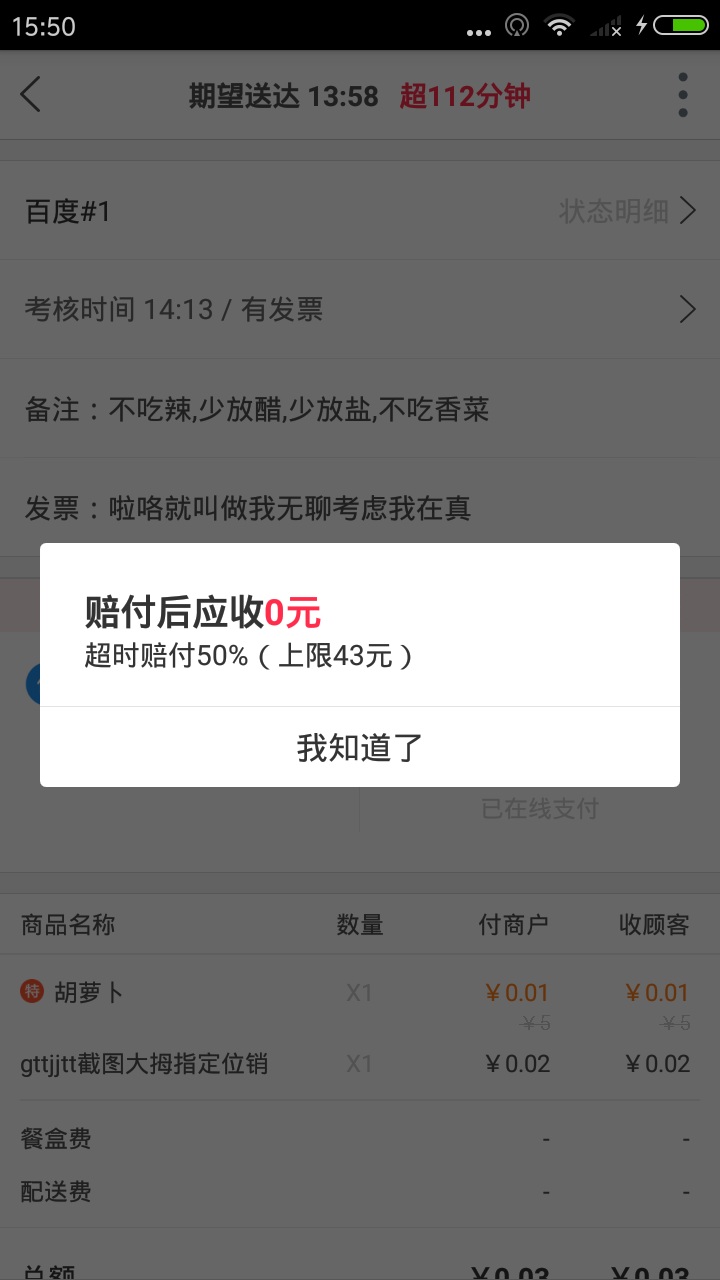 15:50
期望送达 13:58 超112分钟
百度#1 状态明细
考核时间 14:13 / 有发票
备注：不吃辣,少放醋,少放盐,不吃香菜
发票：啦咯就叫做我无聊考虑我在真
赔付后应收0元
超时赔付50%（上限43元）
我知道了
已在线支付
商品名称 数量 付商户 收顾客
特 胡萝卜 X1 ￥0.01 ￥0.01
￥5 ￥5
gttjjtt截图大拇指定位销 X1 ￥0.02 ￥0.02
餐盒费 - -
配送费 - -
总额 ￥0.03 ￥0.03